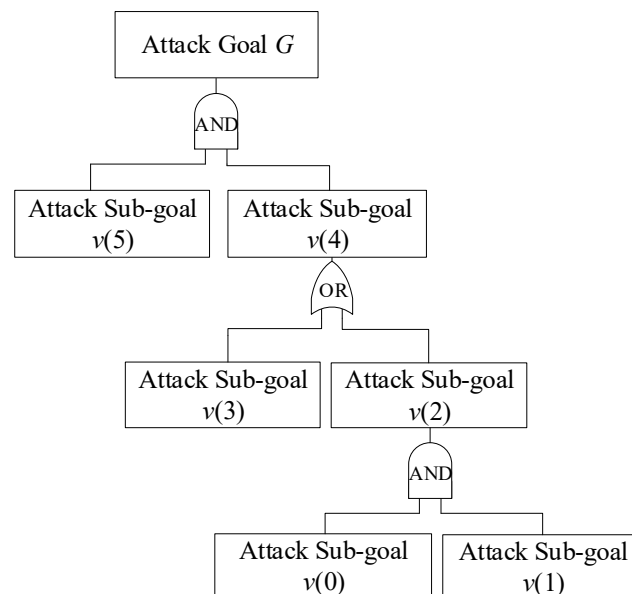 Attack Goal G
AND
Attack Sub-goal
v(5)
Attack Sub-goal
v(4)
OR
Attack Sub-goal
v(3)
Attack Sub-goal
v(2)
AND
Attack Sub-goal
v(0)
Attack Sub-goal
v(1)